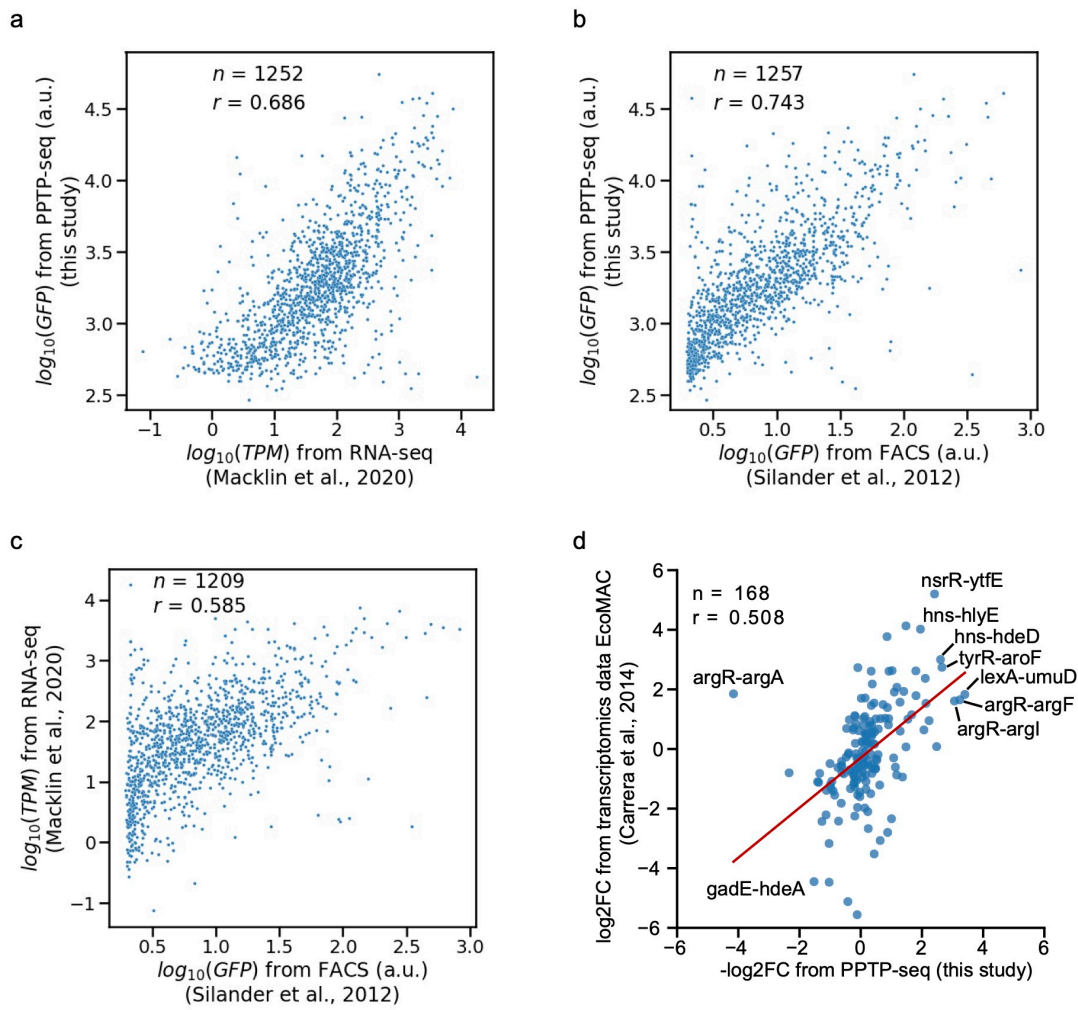 a
n = 1252
r = 0.686
log10(GFP) from PPTP-seq (a.u.)
(this study)
4.5
4.0
3.5
3.0
2.5
−1 0 1 2 3 4
log10(TPM) from RNA-seq
(Macklin et al., 2020)
b
n = 1257
r = 0.743
log10(GFP) from PPTP-seq (a.u.)
(this study)
4.5
4.0
3.5
3.0
2.5
0.5 1.0 1.5 2.0 2.5 3.0
log10(GFP) from FACS (a.u.)
(Silander et al., 2012)
c
n = 1209
r = 0.585
log10(TPM) from RNA-seq
(Macklin et al., 2020)
4
3
2
1
0
−1
0.5 1.0 1.5 2.0 2.5 3.0
log10(GFP) from FACS (a.u.)
(Silander et al., 2012)
d
n = 168
r = 0.508
log2FC from transcriptomics data EcoMAC
(Carrera et al., 2014)
6
4
2
0
−2
−4
−6
nsrR-ytfE
hns-hlyE
hns-hdeD
tyrR-aroF
lexA-umuD
argR-argF
argR-argI
argR-argA
gadE-hdeA
−6 −4 −2 0 2 4 6
-log2FC from PPTP-seq (this study)